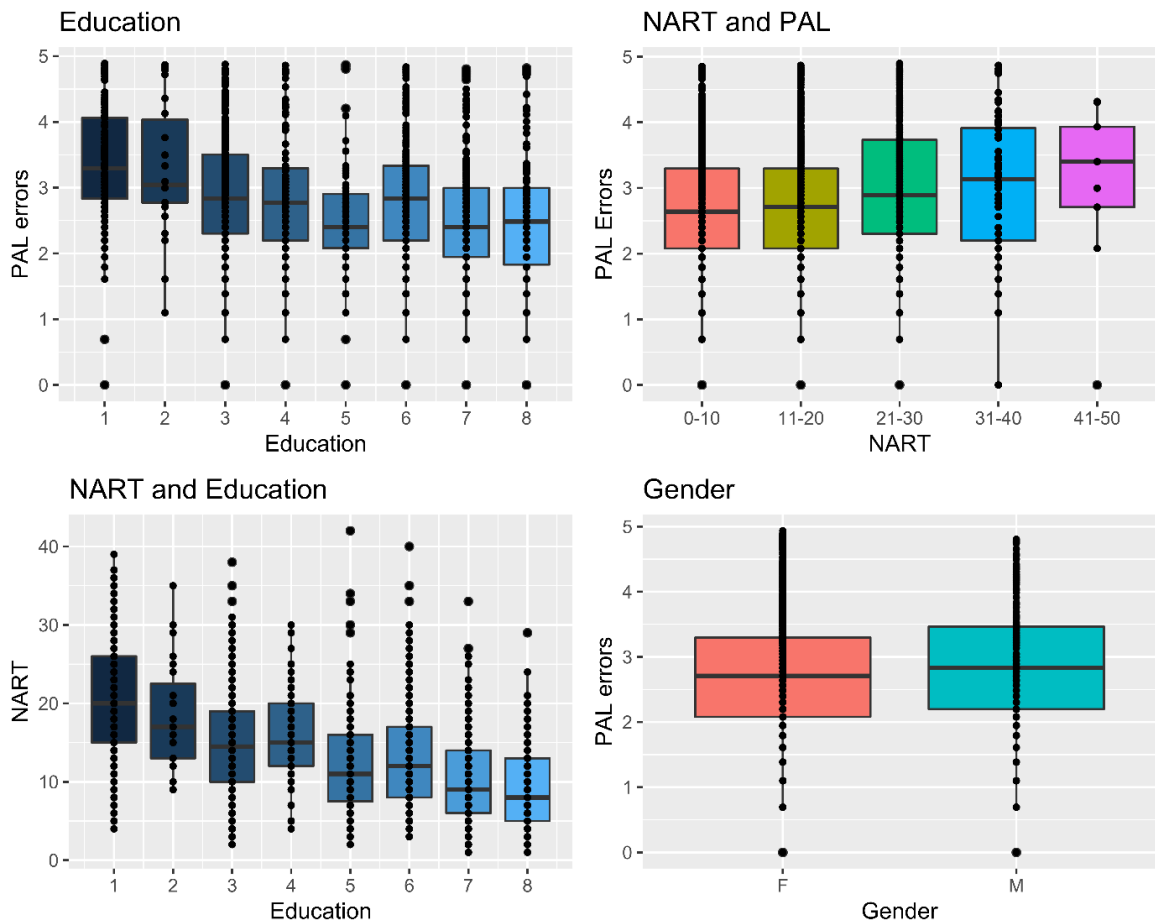 Education
PAL errors
5
4
3
2
1
0
1 2 3 4 5 6 7 8
Education
NART and PAL
PAL Errors
5
4
3
2
1
0
0-10 11-20 21-30 31-40 41-50
NART
NART and Education
NART
40
30
20
10
0
1 2 3 4 5 6 7 8
Education
Gender
PAL errors
5
4
3
2
1
0
F M
Gender